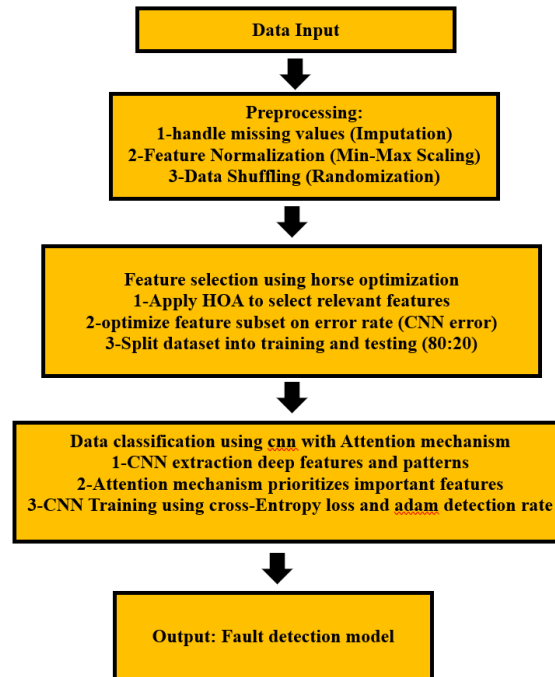 Data Input
Preprocessing:
1-handle missing values (Imputation)
2-Feature Normalization (Min-Max Scaling)
3-Data Shuffling (Randomization)
Feature selection using horse optimization
1-Apply HOA to select relevant features
2-optimize feature subset on error rate (CNN error)
3-Split dataset into training and testing (80:20)
Data classification using cnn with Attention mechanism
1-CNN extraction deep features and patterns
2-Attention mechanism prioritizes important features
3-CNN Training using cross-Entropy loss and adam detection rate
Output: Fault detection model